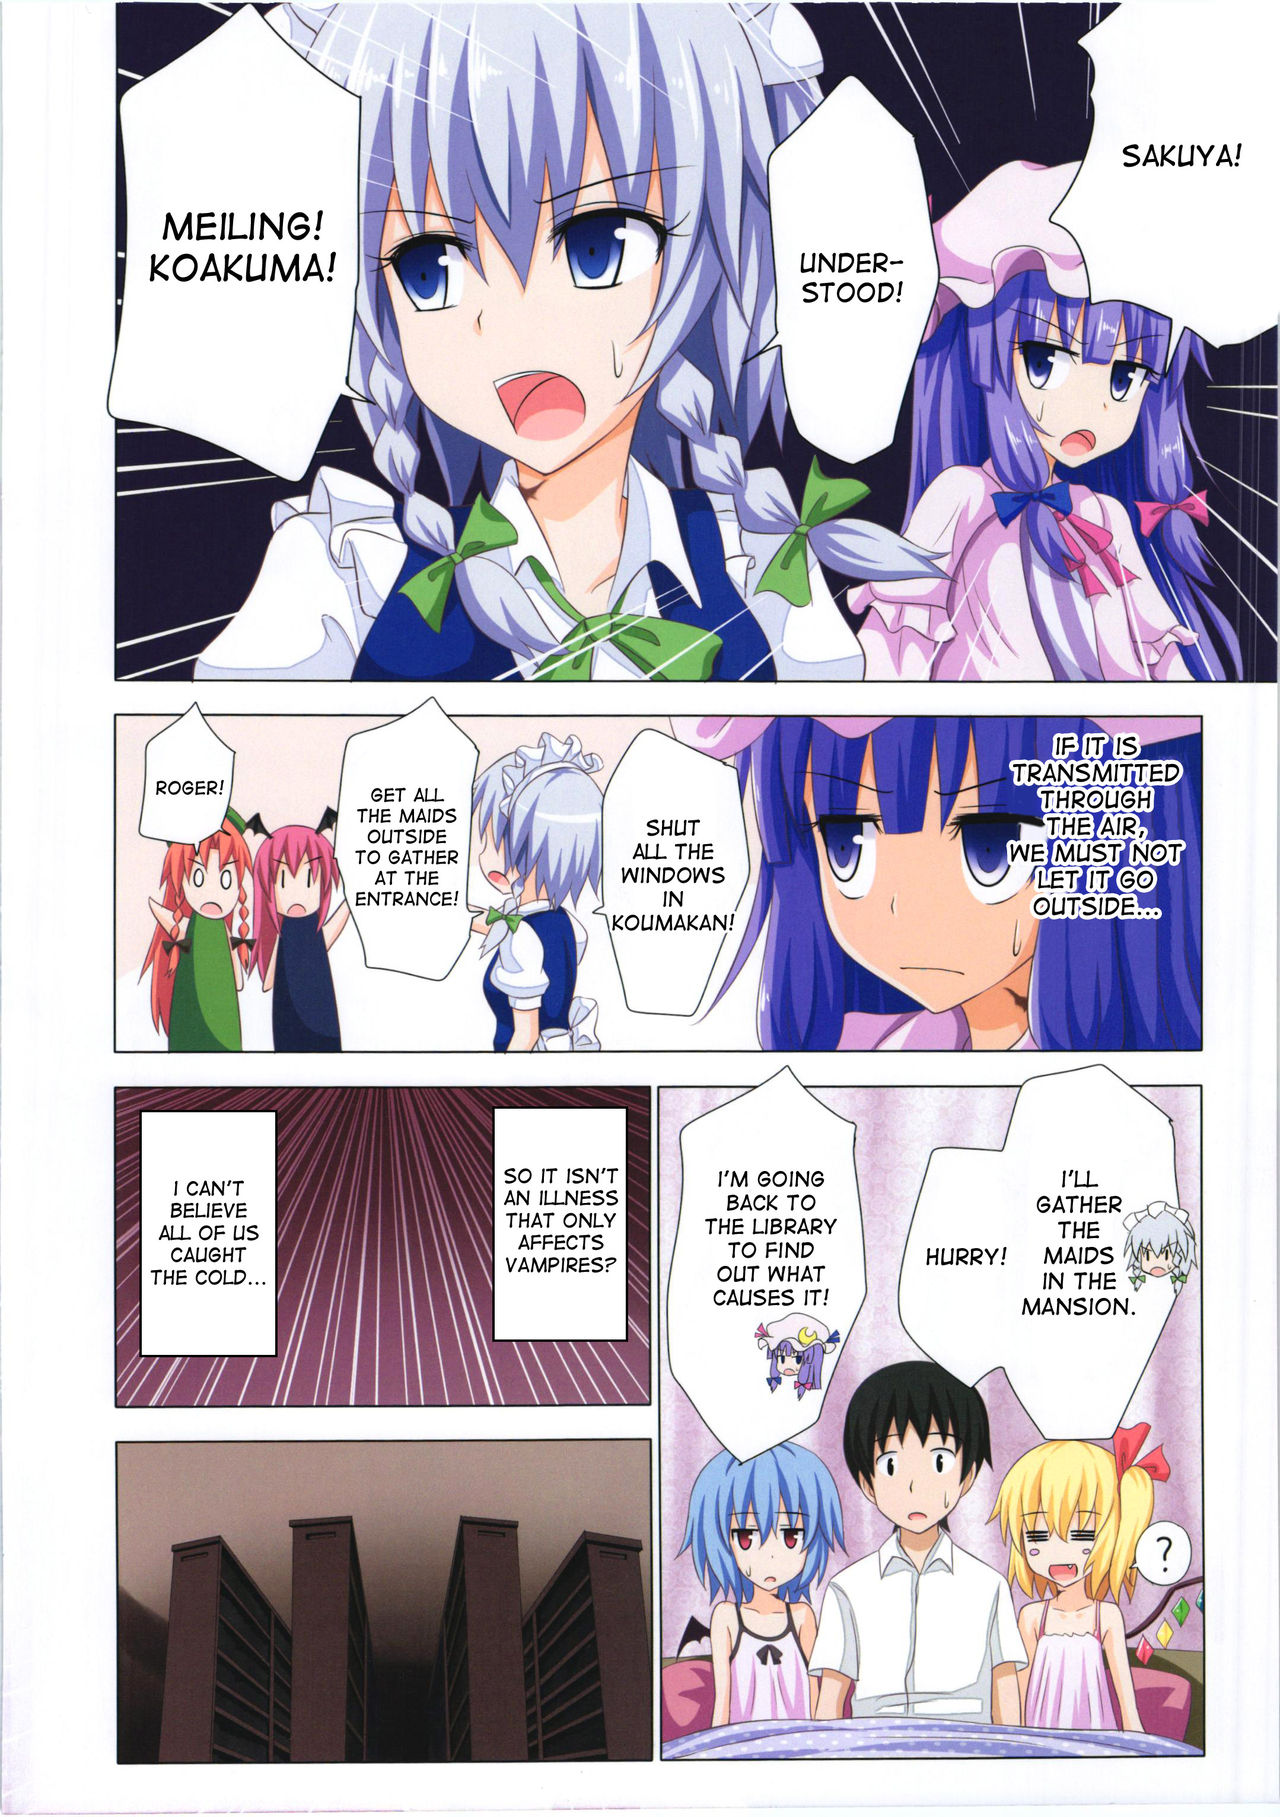 SAKUYA!
UNDER-
STOOD!
MEILING!
KOAKUMA!
IF IT IS
TRANSMITTED
THROUGH
THE AIR,
WE MUST NOT
LET IT GO
OUTSIDE...
SHUT
ALL THE
WINDOWS
IN
KOUMAKAN!
GET ALL
THE MAIDS
OUTSIDE
TO GATHER
AT THE
ENTRANCE!
ROGER!
I'LL
GATHER
THE
MAIDS
IN THE
MANSION.
HURRY!
I'M GOING
BACK TO
THE LIBRARY
TO FIND
OUT WHAT
CAUSES IT!
?
SO IT ISN'T
AN ILLNESS
THAT ONLY
AFFECTS
VAMPIRES?
I CAN'T
BELIEVE
ALL OF US
CAUGHT
THE COLD...